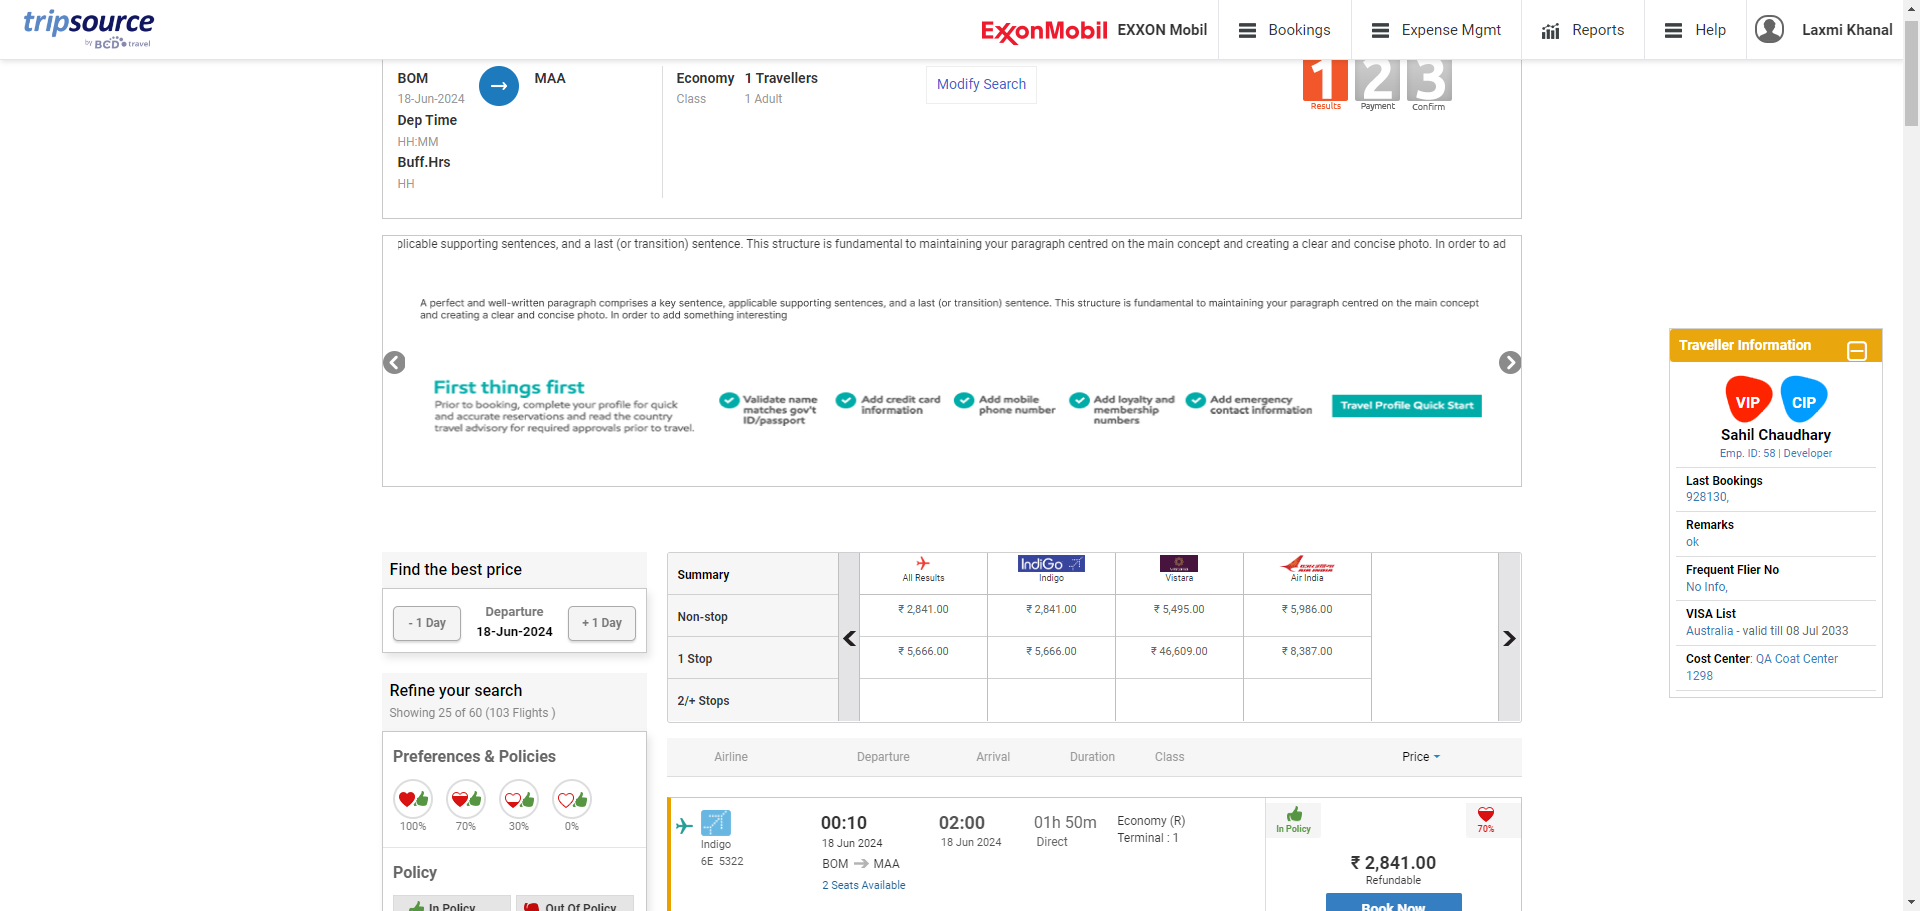 tripsource
by BCD travel
ExxonMobil EXXON Mobil
Bookings
Expense Mgmt
Reports
Help
Laxmi Khanal
BOM
18-Jun-2024
MAA
Dep Time
HH:MM
Buff.Hrs
HH
Economy
Class
1 Travellers
1 Adult
Modify Search
1
Results
2
Payment
3
Confirm
plicable supporting sentences, and a last (or transition) sentence. This structure is fundamental to maintaining your paragraph centred on the main concept and creating a clear and concise photo. In order to ad
A perfect and well-written paragraph comprises a key sentence, applicable supporting sentences, and a last (or transition) sentence. This structure is fundamental to maintaining your paragraph centred on the main concept
and creating a clear and concise photo. In order to add something interesting
First things first
Prior to booking, complete your profile for quick
and accurate reservations and read the country
travel advisory for required approvals prior to travel.
Validate name
matches gov't
ID/passport
Add credit card
information
Add mobile
phone number
Add loyalty and
membership
numbers
Add emergency
contact information
Travel Profile Quick Start
Traveller Information
VIP
CIP
Sahil Chaudhary
Emp. ID: 58 | Developer
Last Bookings
928130,
Remarks
ok
Frequent Flier No
No Info,
VISA List
Australia - valid till 08 Jul 2033
Cost Center: QA Coat Center
1298
Find the best price
- 1 Day
Departure
18-Jun-2024
+ 1 Day
Refine your search
Showing 25 of 60 (103 Flights )
Preferences & Policies
100%
70%
30%
0%
Policy
In Policy
Out Of Policy
Summary
All Results
IndiGo
Indigo
Vistara
AIR INDIA
Air India
Non-stop
₹ 2,841.00
₹ 2,841.00
₹ 5,495.00
₹ 5,986.00
1 Stop
₹ 5,666.00
₹ 5,666.00
₹ 46,609.00
₹ 8,387.00
2/+ Stops
Airline
Departure
Arrival
Duration
Class
Price
Indigo
6E 5322
00:10
18 Jun 2024
BOM
MAA
2 Seats Available
02:00
18 Jun 2024
01h 50m
Direct
Economy (R)
Terminal : 1
In Policy
70%
₹ 2,841.00
Refundable
Book Now